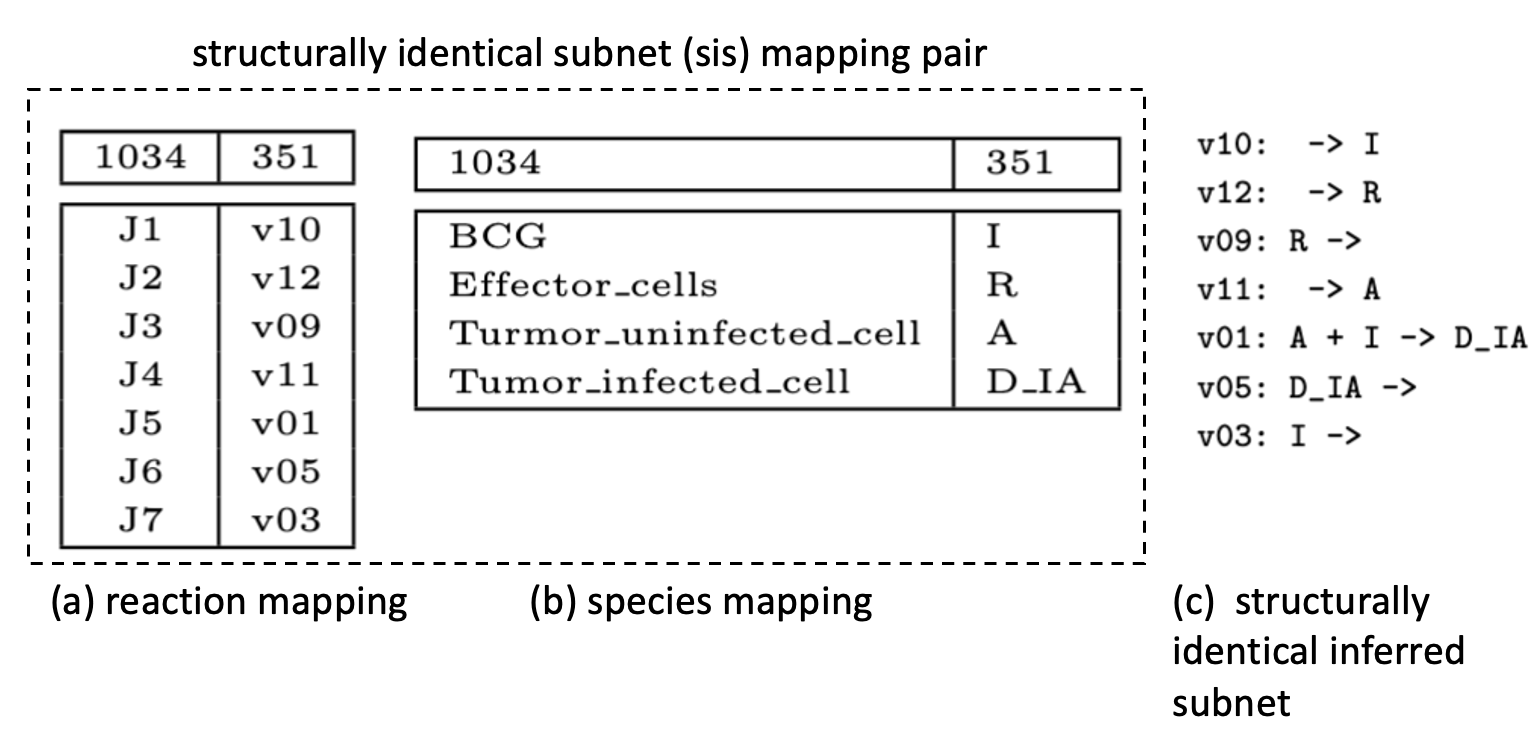 structurally identical subnet (sis) mapping pair
1034 351
J1 v10
J2 v12
J3 v09
J4 v11
J5 v01
J6 v05
J7 v03
(a) reaction mapping
1034 351
BCG I
Effector_cells R
Turmor_uninfected_cell A
Tumor_infected_cell D_IA
(b) species mapping
v10: -> I
v12: -> R
v09: R ->
v11: -> A
v01: A + I -> D_IA
v05: D_IA ->
v03: I ->
(c) structurally
identical inferred
subnet